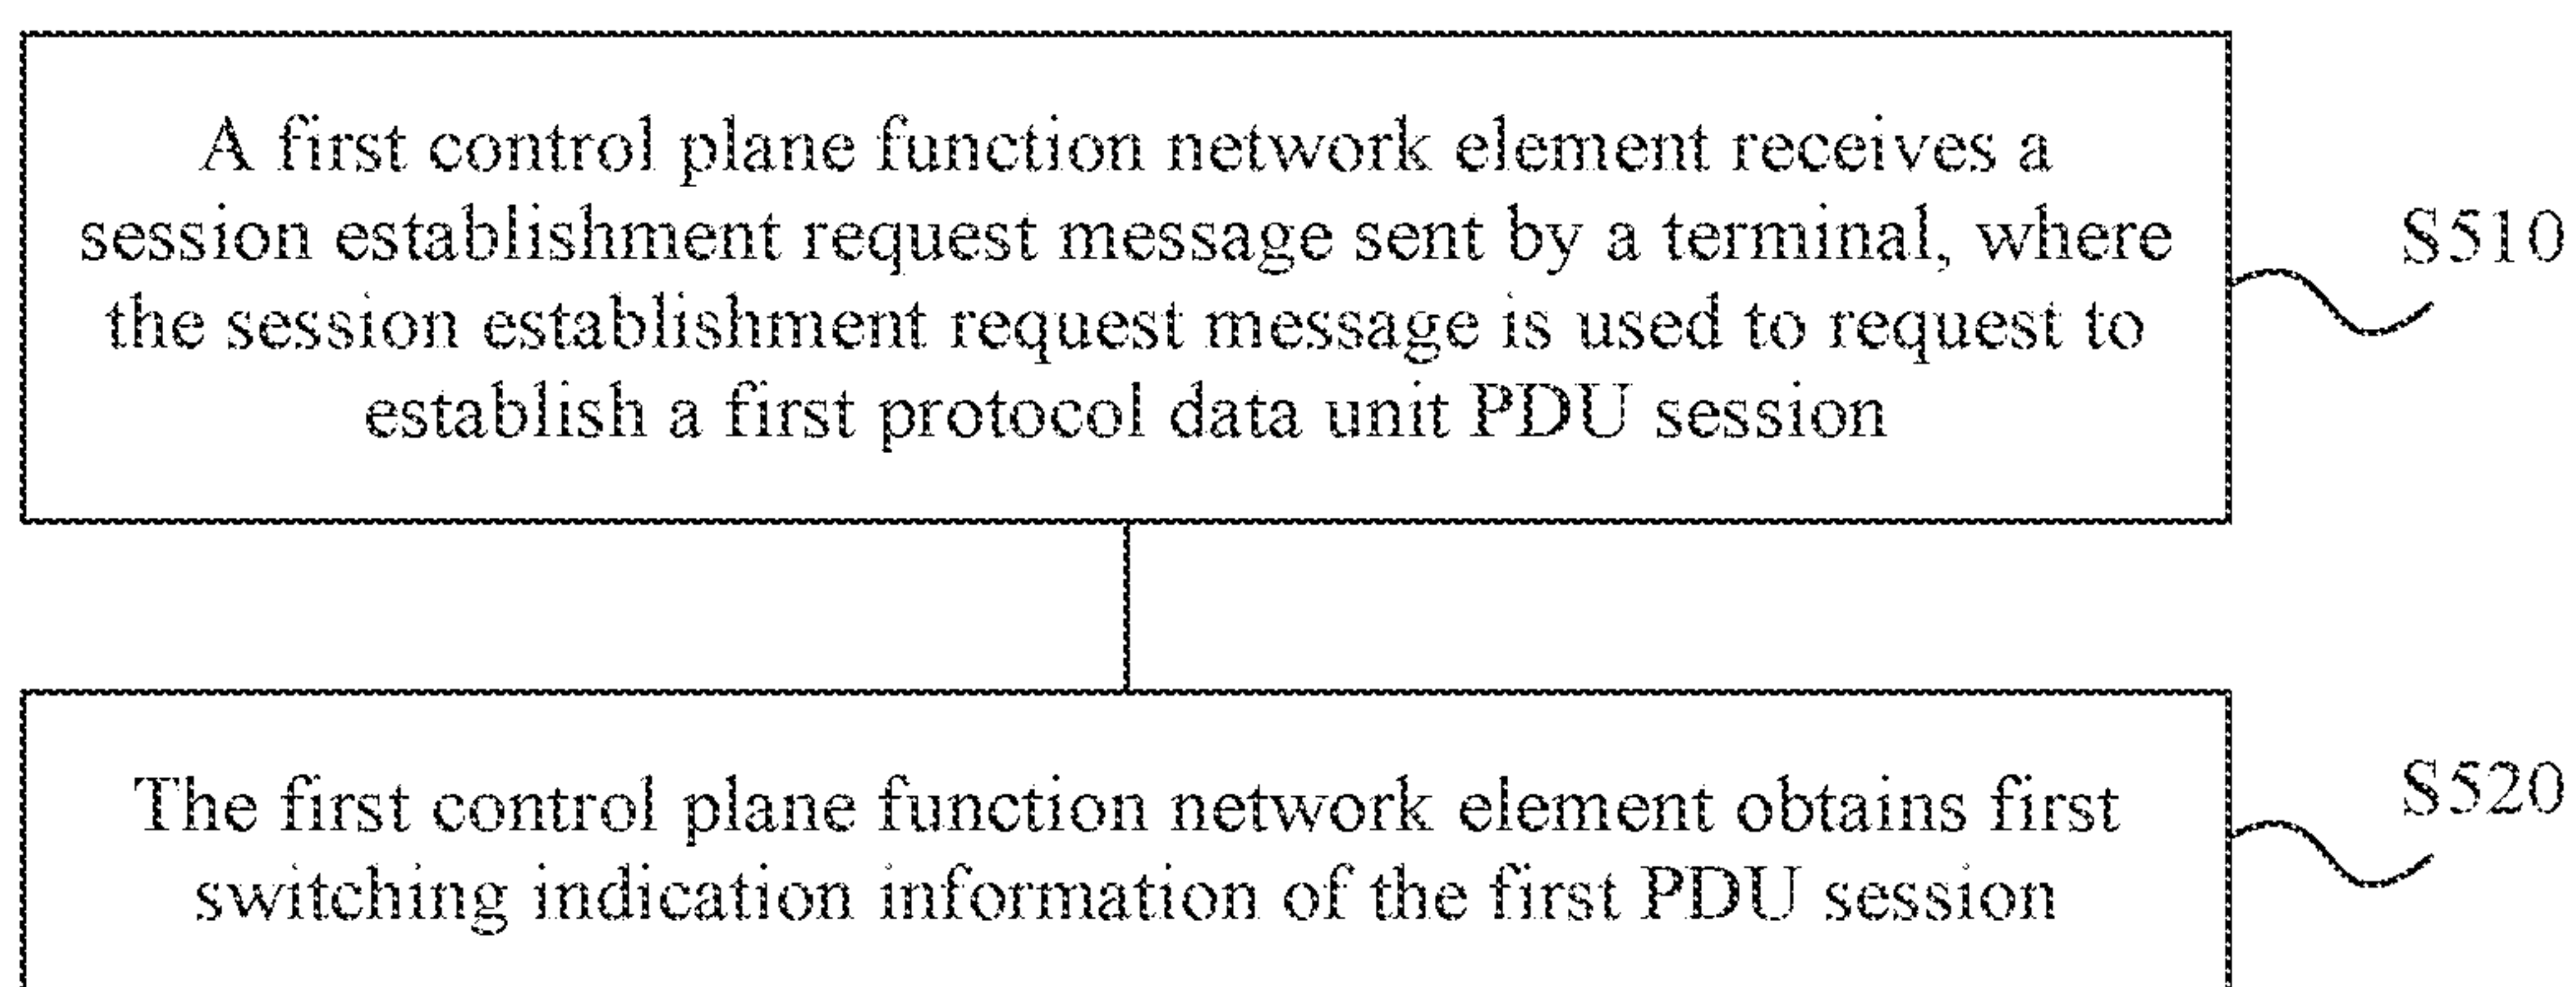 A first control plane function network element receives a
session establishment request message sent by a terminal, where
the session establishment request message is used to request to
establish a first protocol data unit PDU session
S510
The first control plane function network element obtains first
switching indication information of the first PDU session
S520